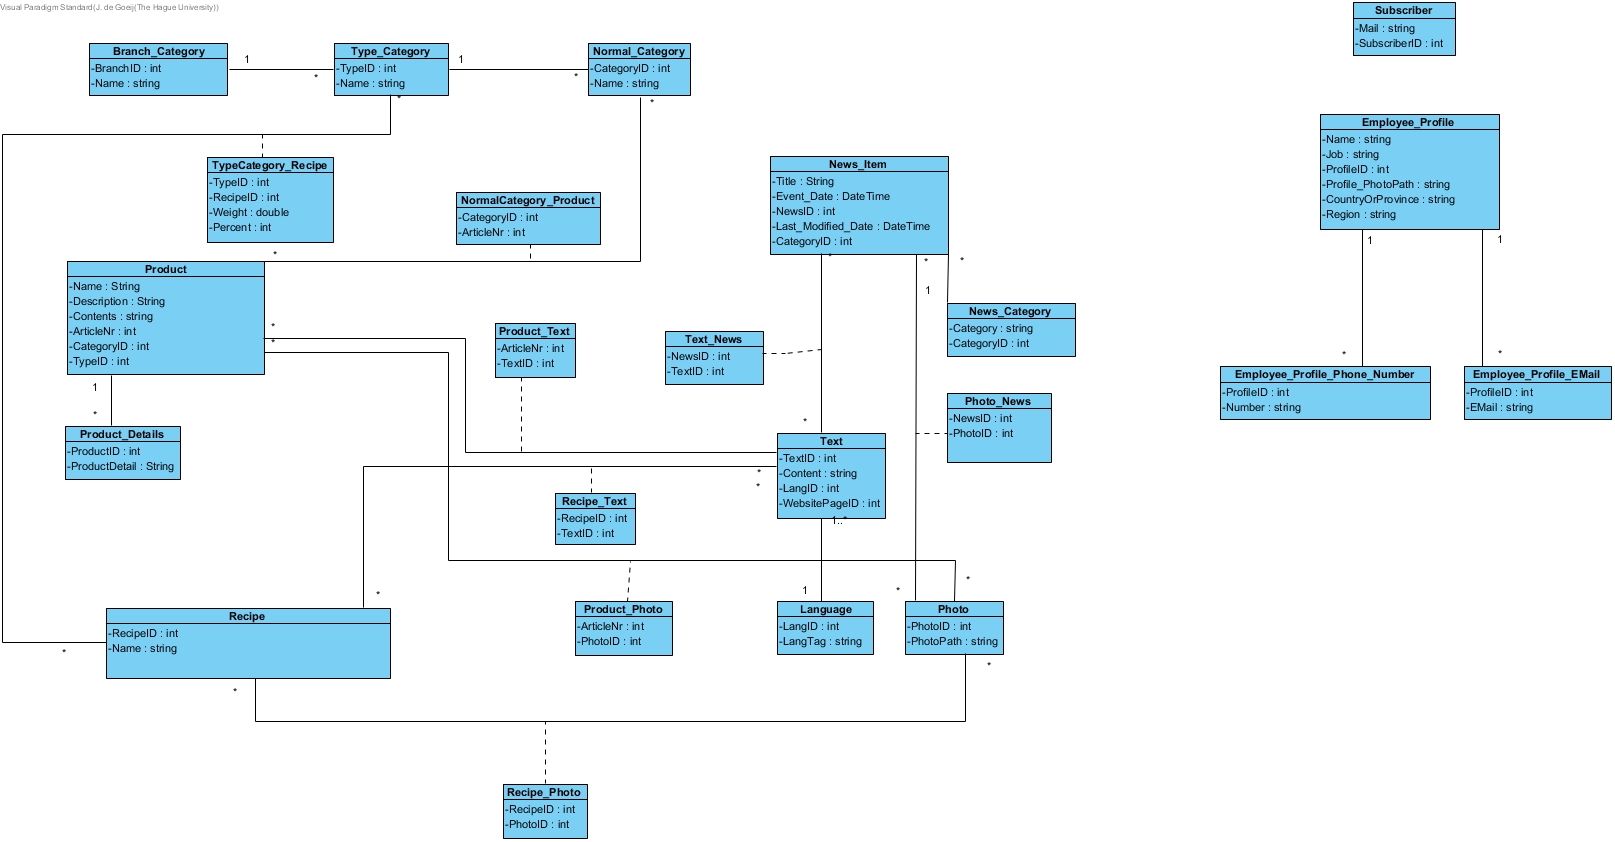 Visual Paradigm Standard(J. de Goeij(The Hague University))
Subscriber
-Mail : string
-SubscriberID : int
Branch_Category
-BranchID : int
-Name : string
1
*
Type_Category
-TypeID : int
-Name : string
*
1
*
Normal_Category
-CategoryID : int
-Name : string
*
Employee_Profile
-Name : string
-Job : string
-ProfileID : int
-Profile_PhotoPath : string
-CountryOrProvince : string
-Region : string
1
1
TypeCategory_Recipe
-TypeID : int
-RecipeID : int
-Weight : double
-Percent : int
NormalCategory_Product
-CategoryID : int
-ArticleNr : int
News_Item
-Title : String
-Event_Date : DateTime
-NewsID : int
-Last_Modified_Date : DateTime
-CategoryID : int
*
*
*
1
*
Product
-Name : String
-Description : String
-Contents : string
-ArticleNr : int
-CategoryID : int
-TypeID : int
*
*
1
*
News_Category
-Category : string
-CategoryID : int
Product_Text
-ArticleNr : int
-TextID : int
Text_News
-NewsID : int
-TextID : int
*
*
Employee_Profile_Phone_Number
-ProfileID : int
-Number : string
Employee_Profile_EMail
-ProfileID : int
-EMail : string
Photo_News
-NewsID : int
-PhotoID : int
Product_Details
-ProductID : int
-ProductDetail : String
*
Text
-TextID : int
-Content : string
-LangID : int
-WebsitePageID : int
*
*
1..*
Recipe_Text
-RecipeID : int
-TextID : int
*
1
*
*
Recipe
-RecipeID : int
-Name : string
*
*
Product_Photo
-ArticleNr : int
-PhotoID : int
Language
-LangID : int
-LangTag : string
Photo
-PhotoID : int
-PhotoPath : string
*
Recipe_Photo
-RecipeID : int
-PhotoID : int